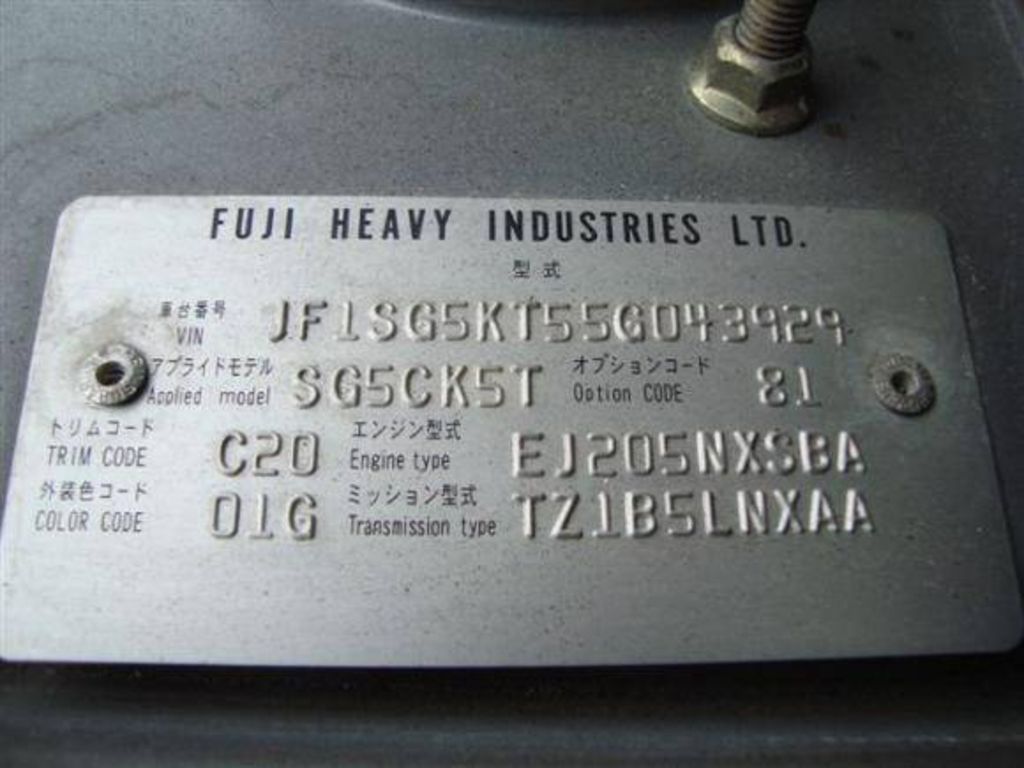 FUJI HEAVY INDUSTRIES LTD.
型式
車台番号
VIN JF1SG5KT55G043929
アプライドモデル オプションコード
Applied model SG5CK5T Option CODE 81
トリムコード エンジン型式
TRIM CODE C20 Engine type EJ205NXSBA
外装色コード ミッション型式
COLOR CODE 01G Transmission type TZ1B5LNXAA